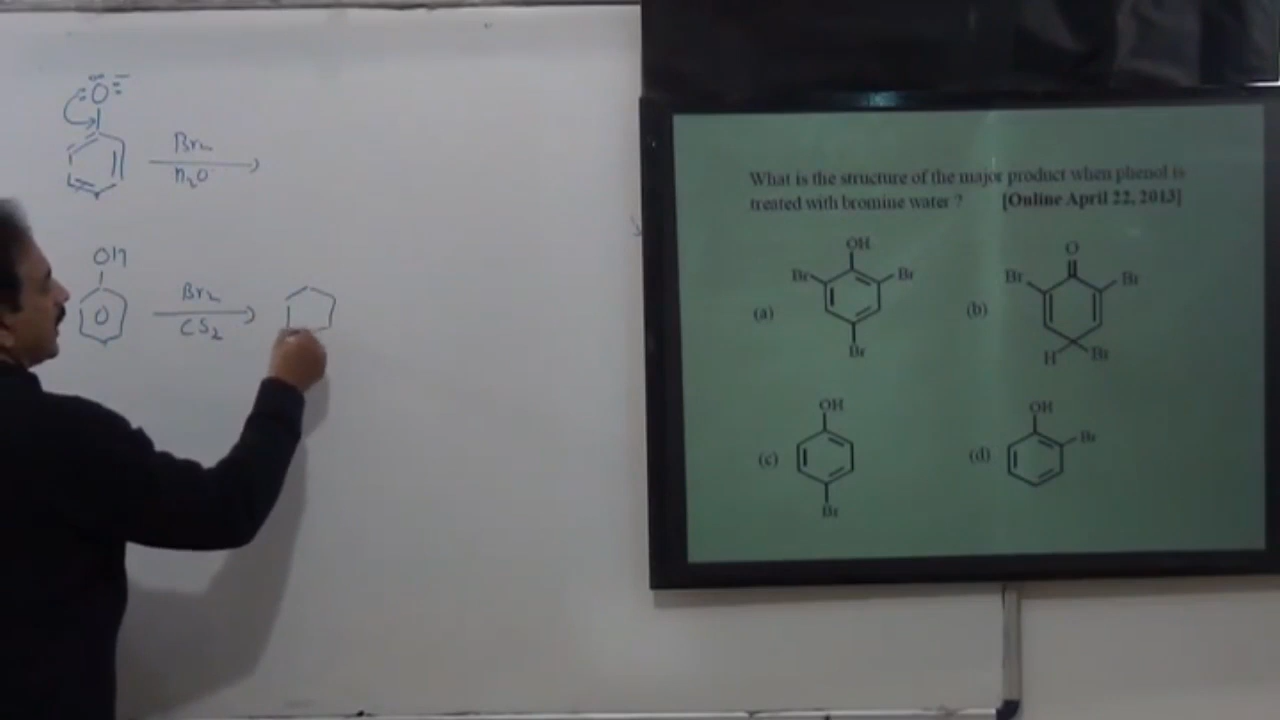 :Ö:⁻
Br₂
H₂O
OH
Br₂
CS₂
What is the structure of the major product when phenol is
treated with bromine water ? [Online April 22, 2013]
(a)
OH
Br Br
Br
(b)
O
Br Br
H Br
(c)
OH
Br
(d)
OH
Br